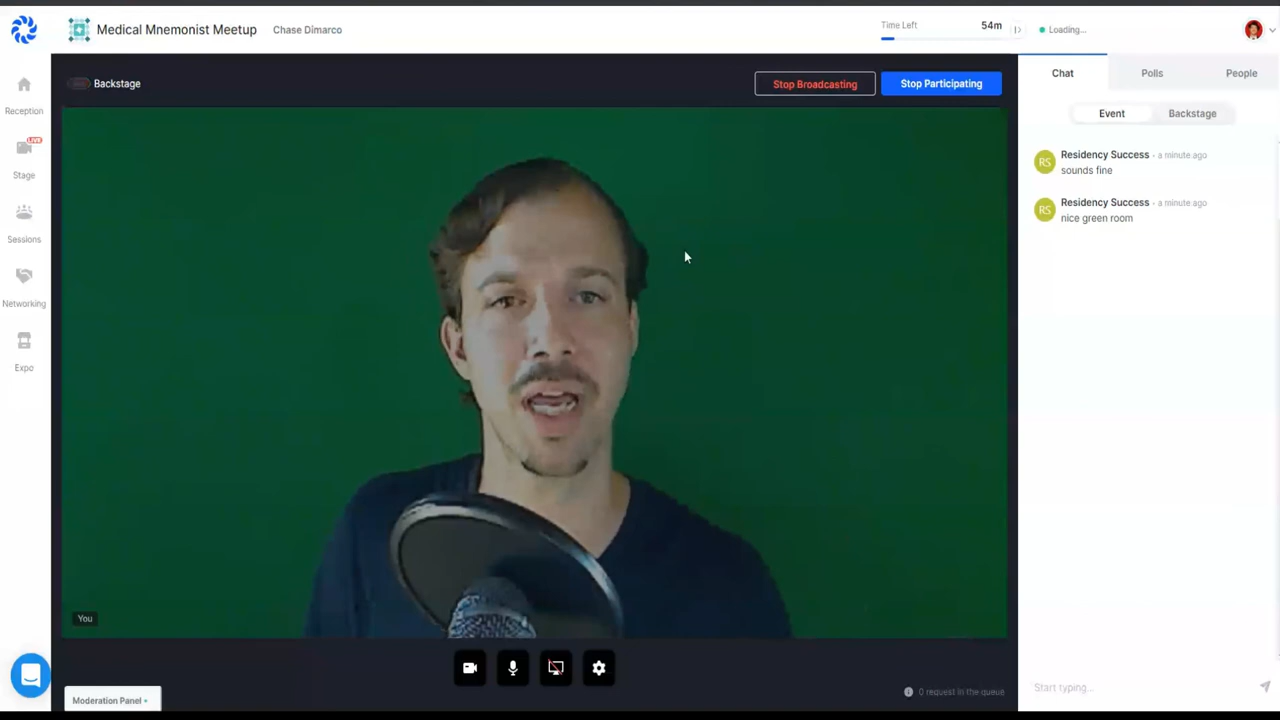 Medical Mnemonist Meetup
Chase Dimarco
Time Left
54m
Loading...
Reception
LIVE
Stage
Sessions
Networking
Expo
Backstage
Stop Broadcasting
Stop Participating
You
Moderation Panel
0 request in the queue
Chat
Polls
People
Event
Backstage
RS
Residency Success - a minute ago
sounds fine
RS
Residency Success - a minute ago
nice green room
Start typing...